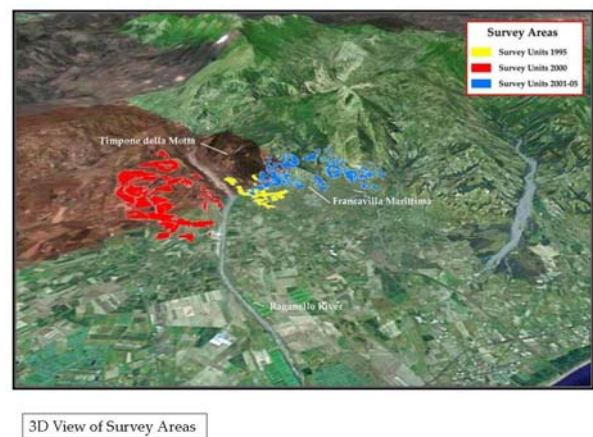 Survey Areas
Survey Units 1995
Survey Units 2000
Survey Units 2001-05
Timpone della Motta
Francavilla Marittima
Raganello River
3D View of Survey Areas